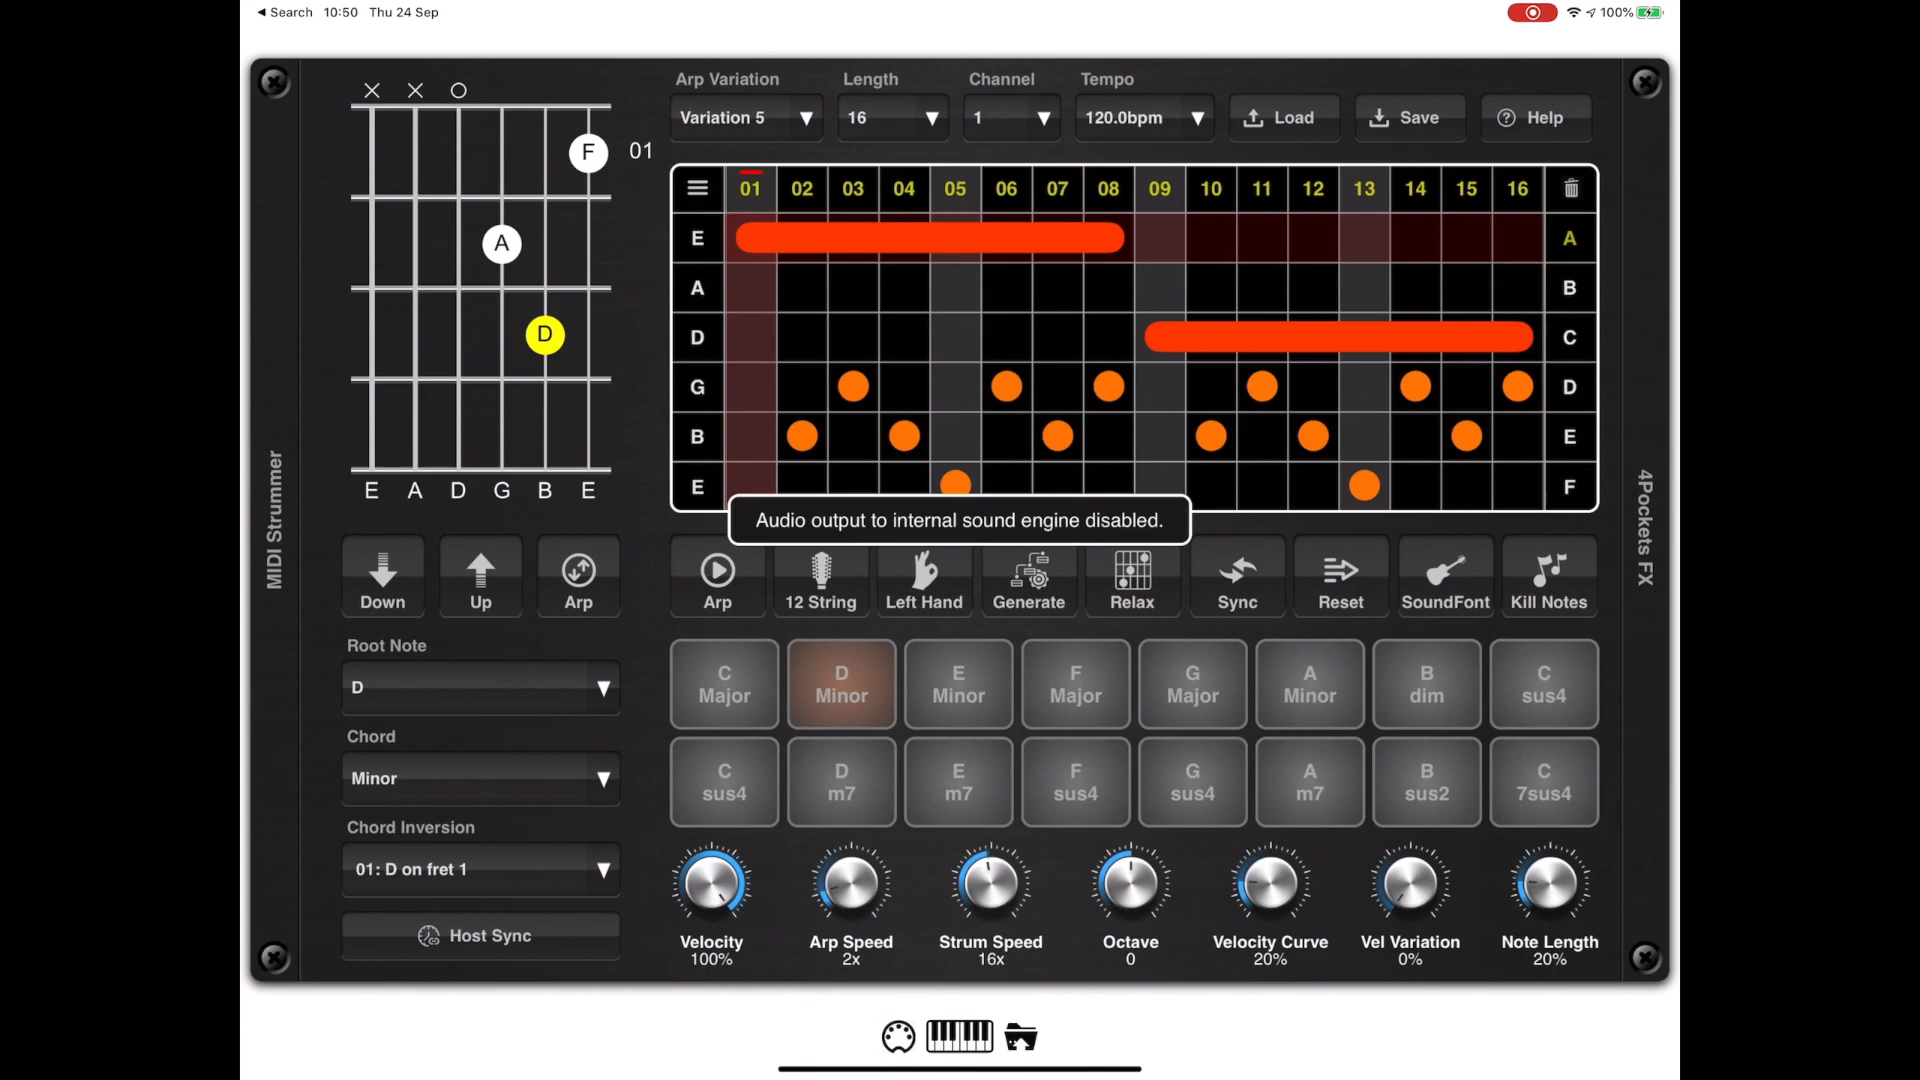 Search 10:50 Thu 24 Sep
100%
Arp Variation Length Channel Tempo
Variation 5 16 1 120.0bpm Load Save Help
F 01
A
D
E A D G B E
01 02 03 04 05 06 07 08 09 10 11 12 13 14 15 16
E A
A B
D C
G D
B E
E F
Audio output to internal sound engine disabled.
MIDI Strummer
4Pockets FX
Down Up Arp
Arp 12 String Left Hand Generate Relax Sync Reset SoundFont Kill Notes
Root Note
D
Chord
Minor
Chord Inversion
01: D on fret 1
Host Sync
C Major
D Minor
E Minor
F Major
G Major
A Minor
B dim
C sus4
C sus4
D m7
E m7
F sus4
G sus4
A m7
B sus2
C 7sus4
Velocity Arp Speed Strum Speed Octave Velocity Curve Vel Variation Note Length
100% 2x 16x 0 20% 0% 20%